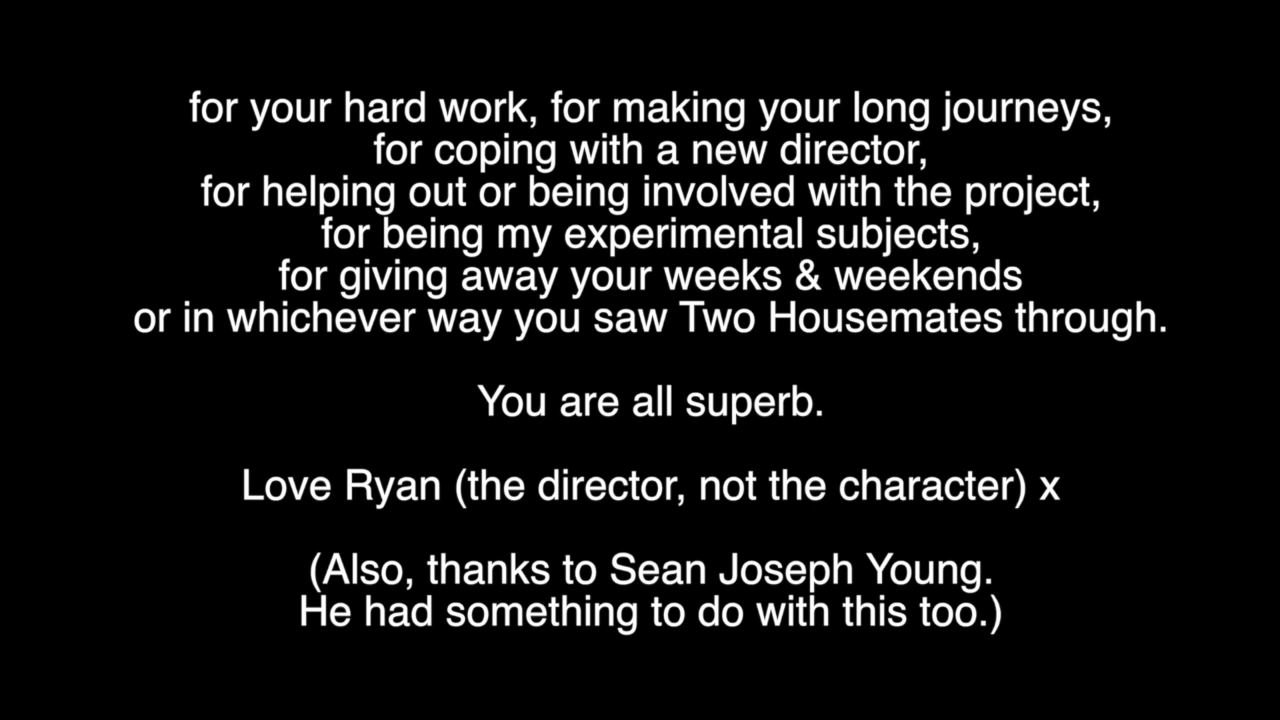 for your hard work, for making your long journeys,
for coping with a new director,
for helping out or being involved with the project,
for being my experimental subjects,
for giving away your weeks & weekends
or in whichever way you saw Two Housemates through.
You are all superb.
Love Ryan (the director, not the character) x
(Also, thanks to Sean Joseph Young.
He had something to do with this too.)